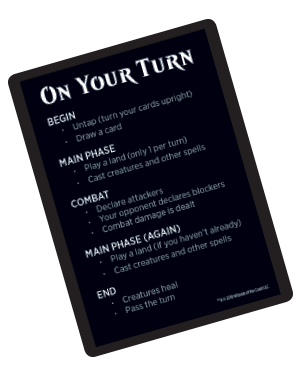 ON YOUR TURN
BEGIN
• Untap (turn your cards upright)
• Draw a card
MAIN PHASE
• Play a land (only 1 per turn)
• Cast creatures and other spells
COMBAT
• Declare attackers
• Your opponent declares blockers
• Combat damage is dealt
MAIN PHASE (AGAIN)
• Play a land (if you haven't already)
• Cast creatures and other spells
END
• Creatures heal
• Pass the turn